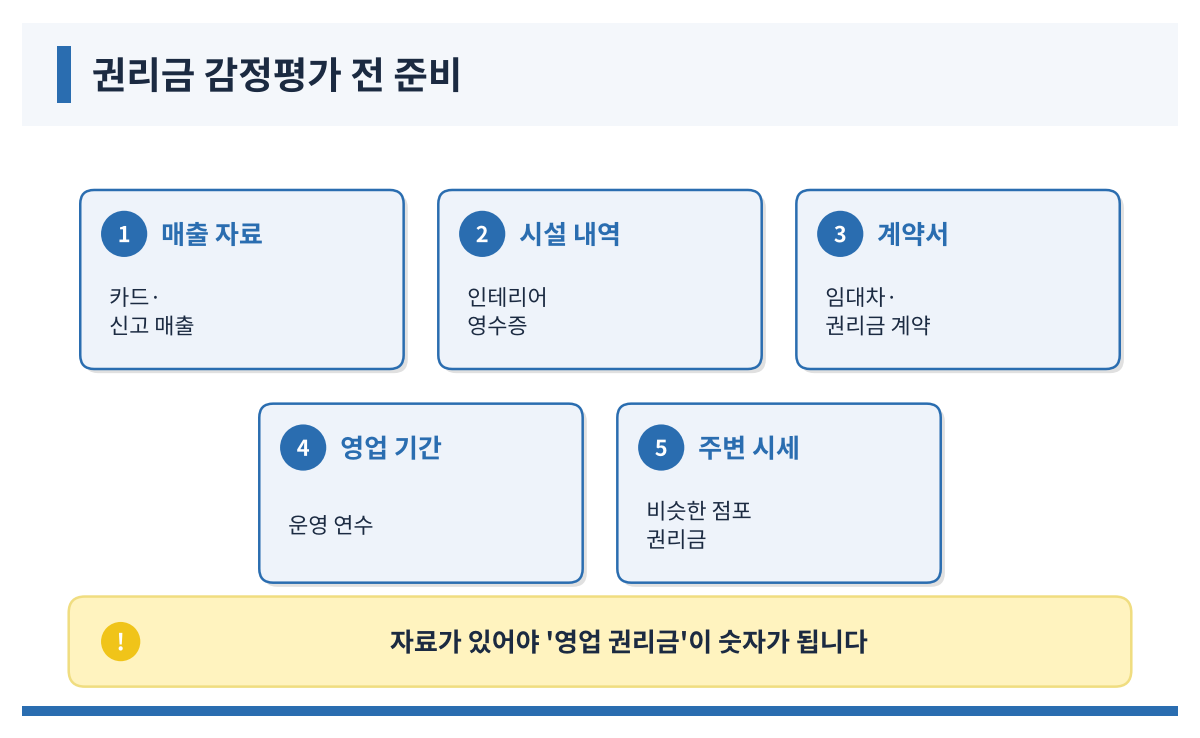 권리금 감정평가 전 준비
1 매출 자료
카드·
신고 매출
2 시설 내역
인테리어
영수증
3 계약서
임대차·
권리금 계약
4 영업 기간
운영 연수
5 주변 시세
비슷한 점포
권리금
! 자료가 있어야 '영업 권리금'이 숫자가 됩니다